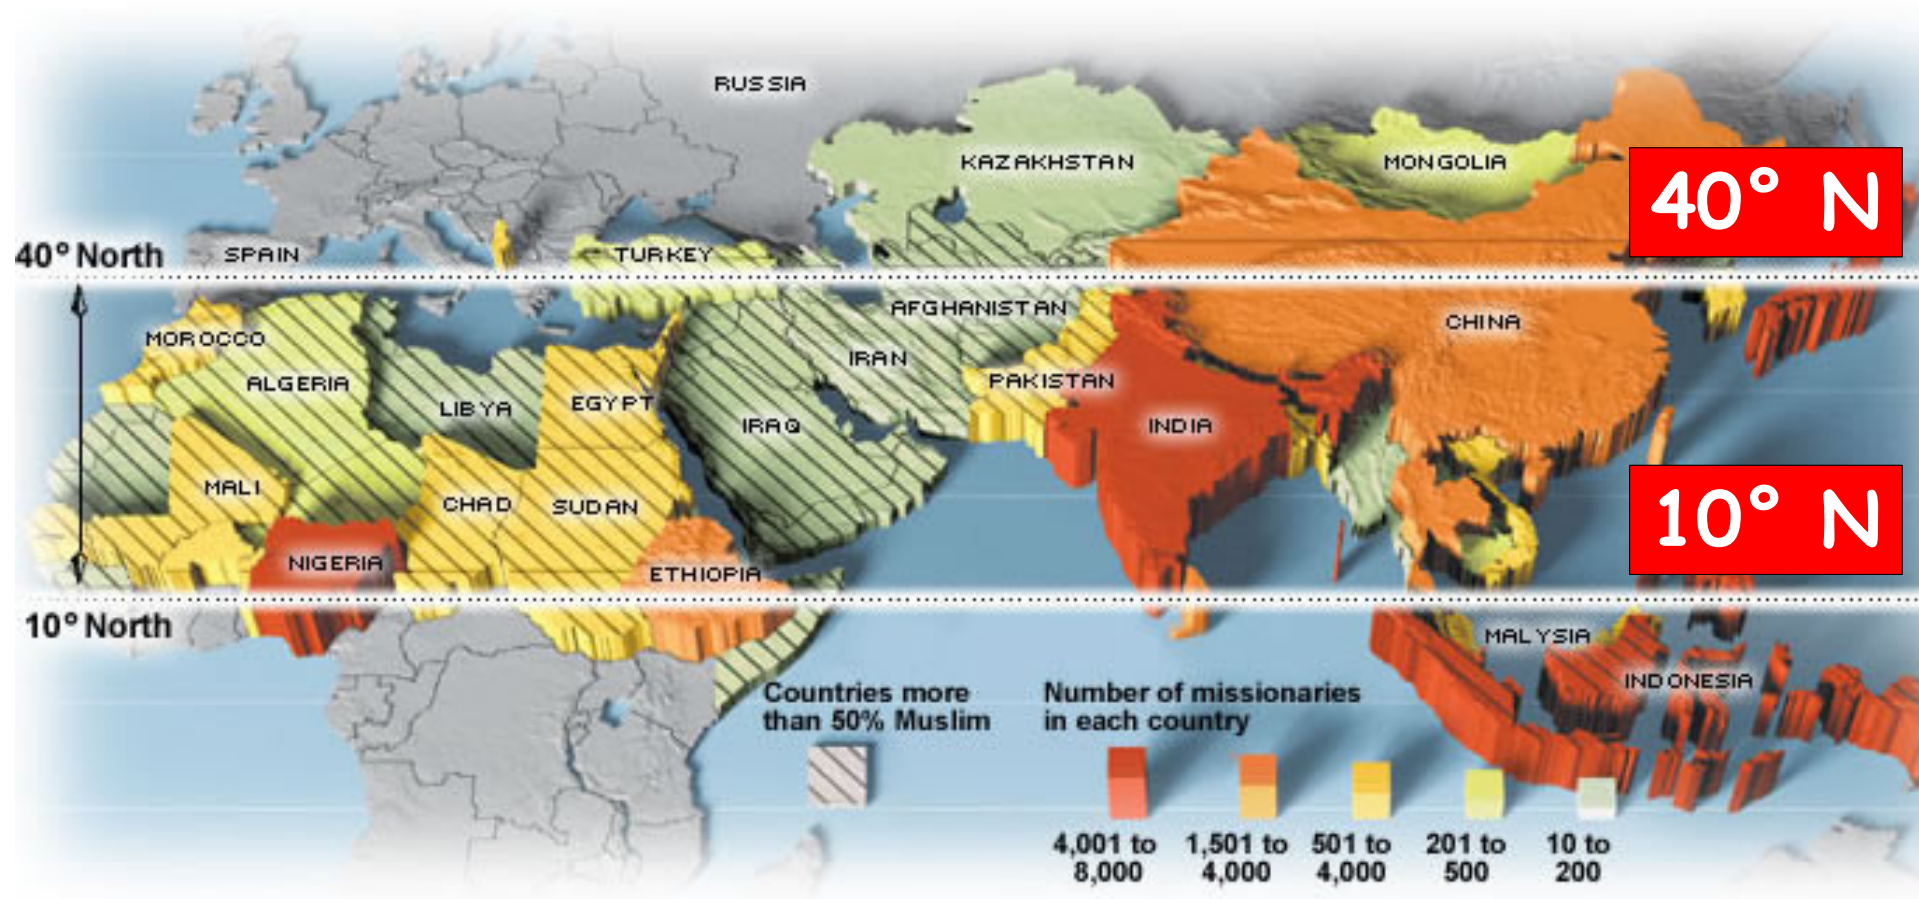 RUSSIA
KAZAKHSTAN
MONGOLIA
40° N
40° North
SPAIN
TURKEY
AFGHANISTAN
CHINA
MOROCCO
IRAN
ALGERIA
PAKISTAN
LIBYA
EGYPT
IRAQ
INDIA
MALI
CHAD
SUDAN
10° N
NIGERIA
ETHIOPIA
10° North
MALYSIA
INDONESIA
Countries more
than 50% Muslim
Number of missionaries
in each country
4,001 to
8,000
1,501 to
4,000
501 to
4,000
201 to
500
10 to
200